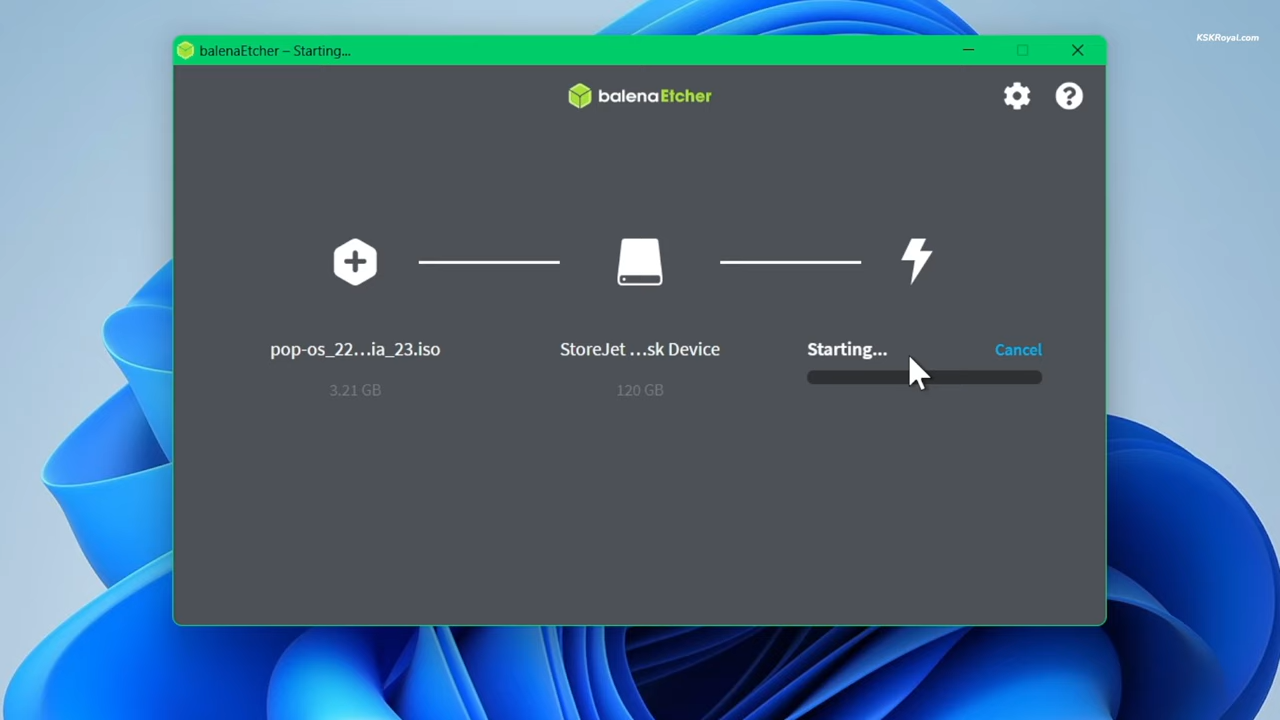 balenaEtcher – Starting...
KSKRoyal.com
balenaEtcher
pop-os_22...ia_23.iso
StoreJet ...sk Device
Starting...
Cancel
3.21 GB
120 GB